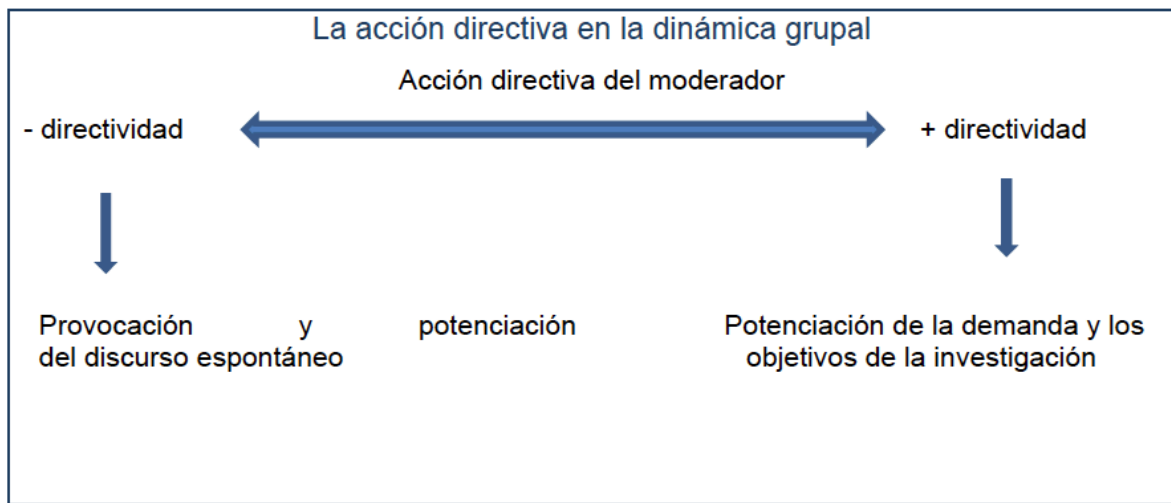 La acción directiva en la dinámica grupal
Acción directiva del moderador
- directividad
+ directividad
Provocación y potenciación
del discurso espontáneo
Potenciación de la demanda y los
objetivos de la investigación